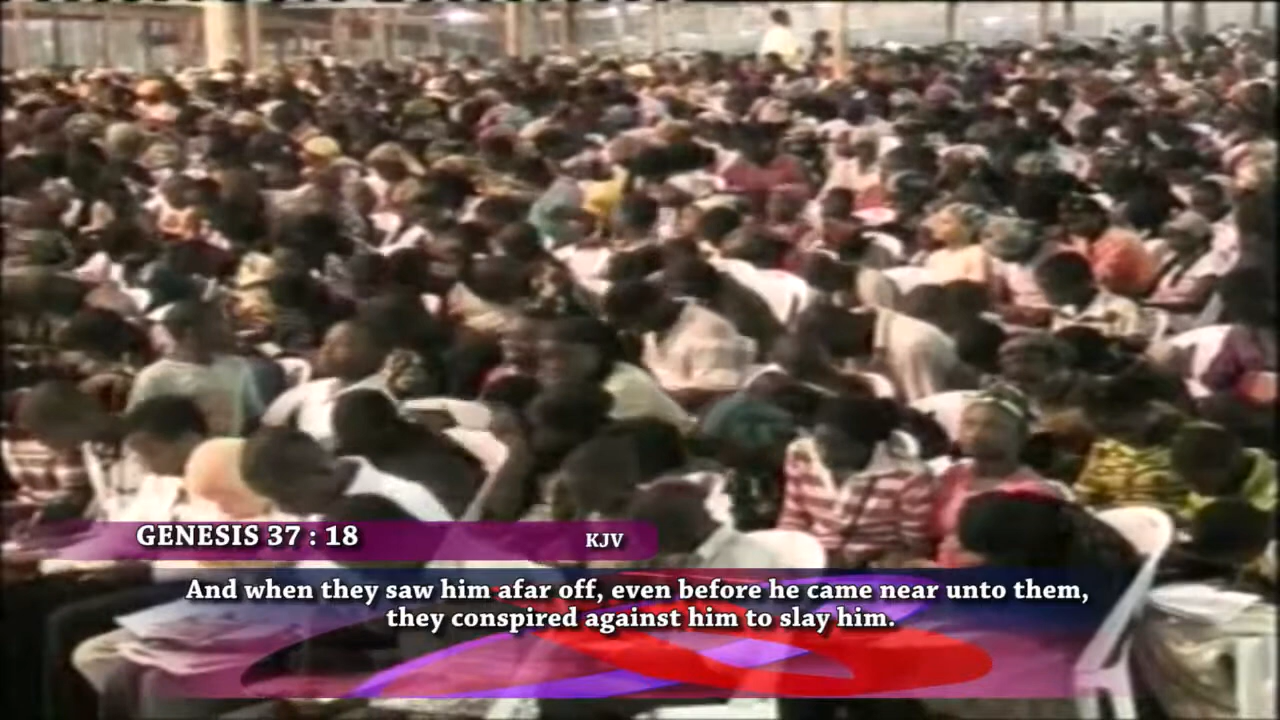 GENESIS 37 : 18
KJV
And when they saw him afar off, even before he came near unto them,
they conspired against him to slay him.